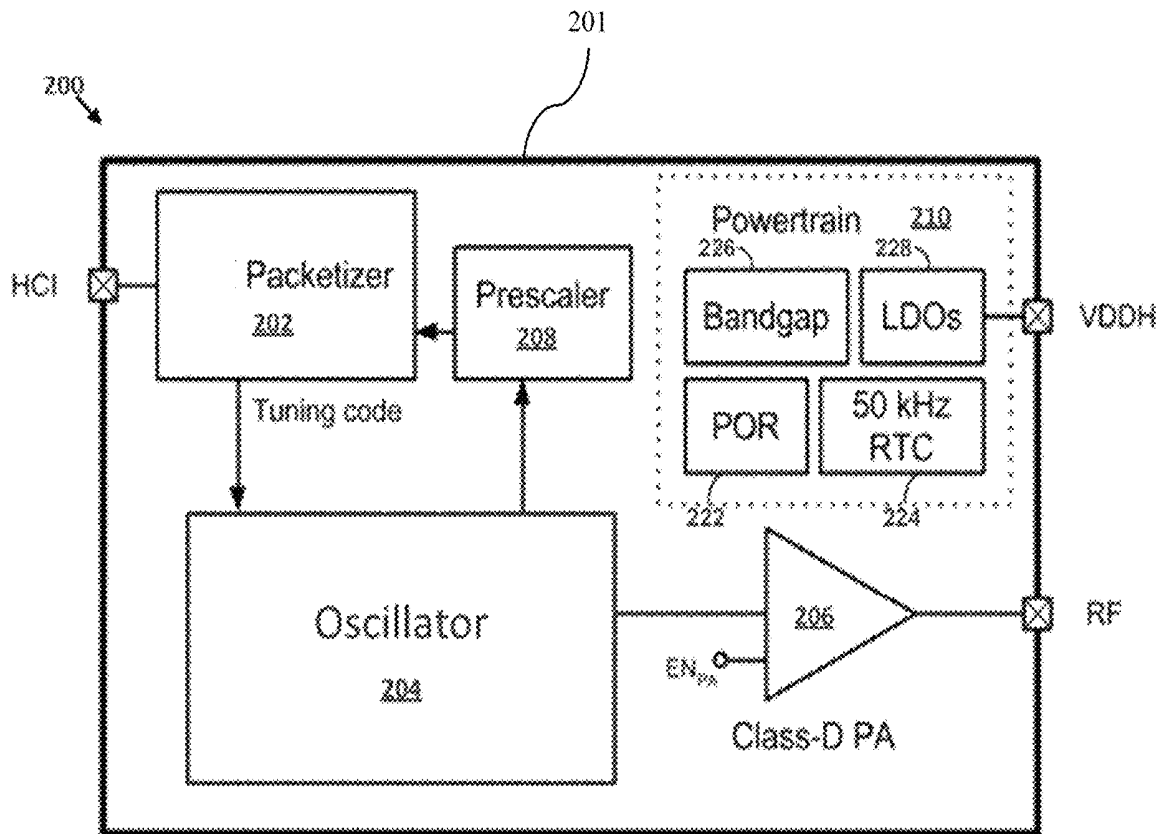 201
200
Powertrain 210
226 228
HCI
Packetizer
202
Prescaler
208
Bandgap
LDOs
VDDH
Tuning code
POR
50 kHz
RTC
222 224
Oscillator
204
206
RF
EN_PA
Class-D PA